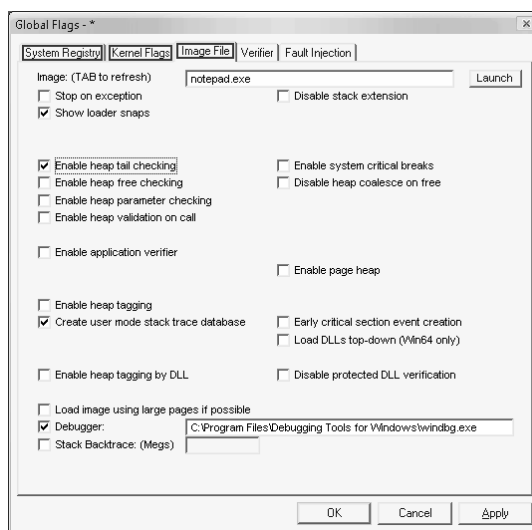 Global Flags - *
System Registry Kernel Flags Image File Verifier Fault Injection
Image: (TAB to refresh) notepad.exe Launch
Stop on exception Disable stack extension
Show loader snaps
Enable heap tail checking Enable system critical breaks
Enable heap free checking Disable heap coalesce on free
Enable heap parameter checking
Enable heap validation on call
Enable application verifier
Enable page heap
Enable heap tagging
Create user mode stack trace database Early critical section event creation
Load DLLs top-down (Win64 only)
Enable heap tagging by DLL Disable protected DLL verification
Load image using large pages if possible
Debugger: C:\Program Files\Debugging Tools for Windows\windbg.exe
Stack Backtrace: (Megs)
OK Cancel Apply